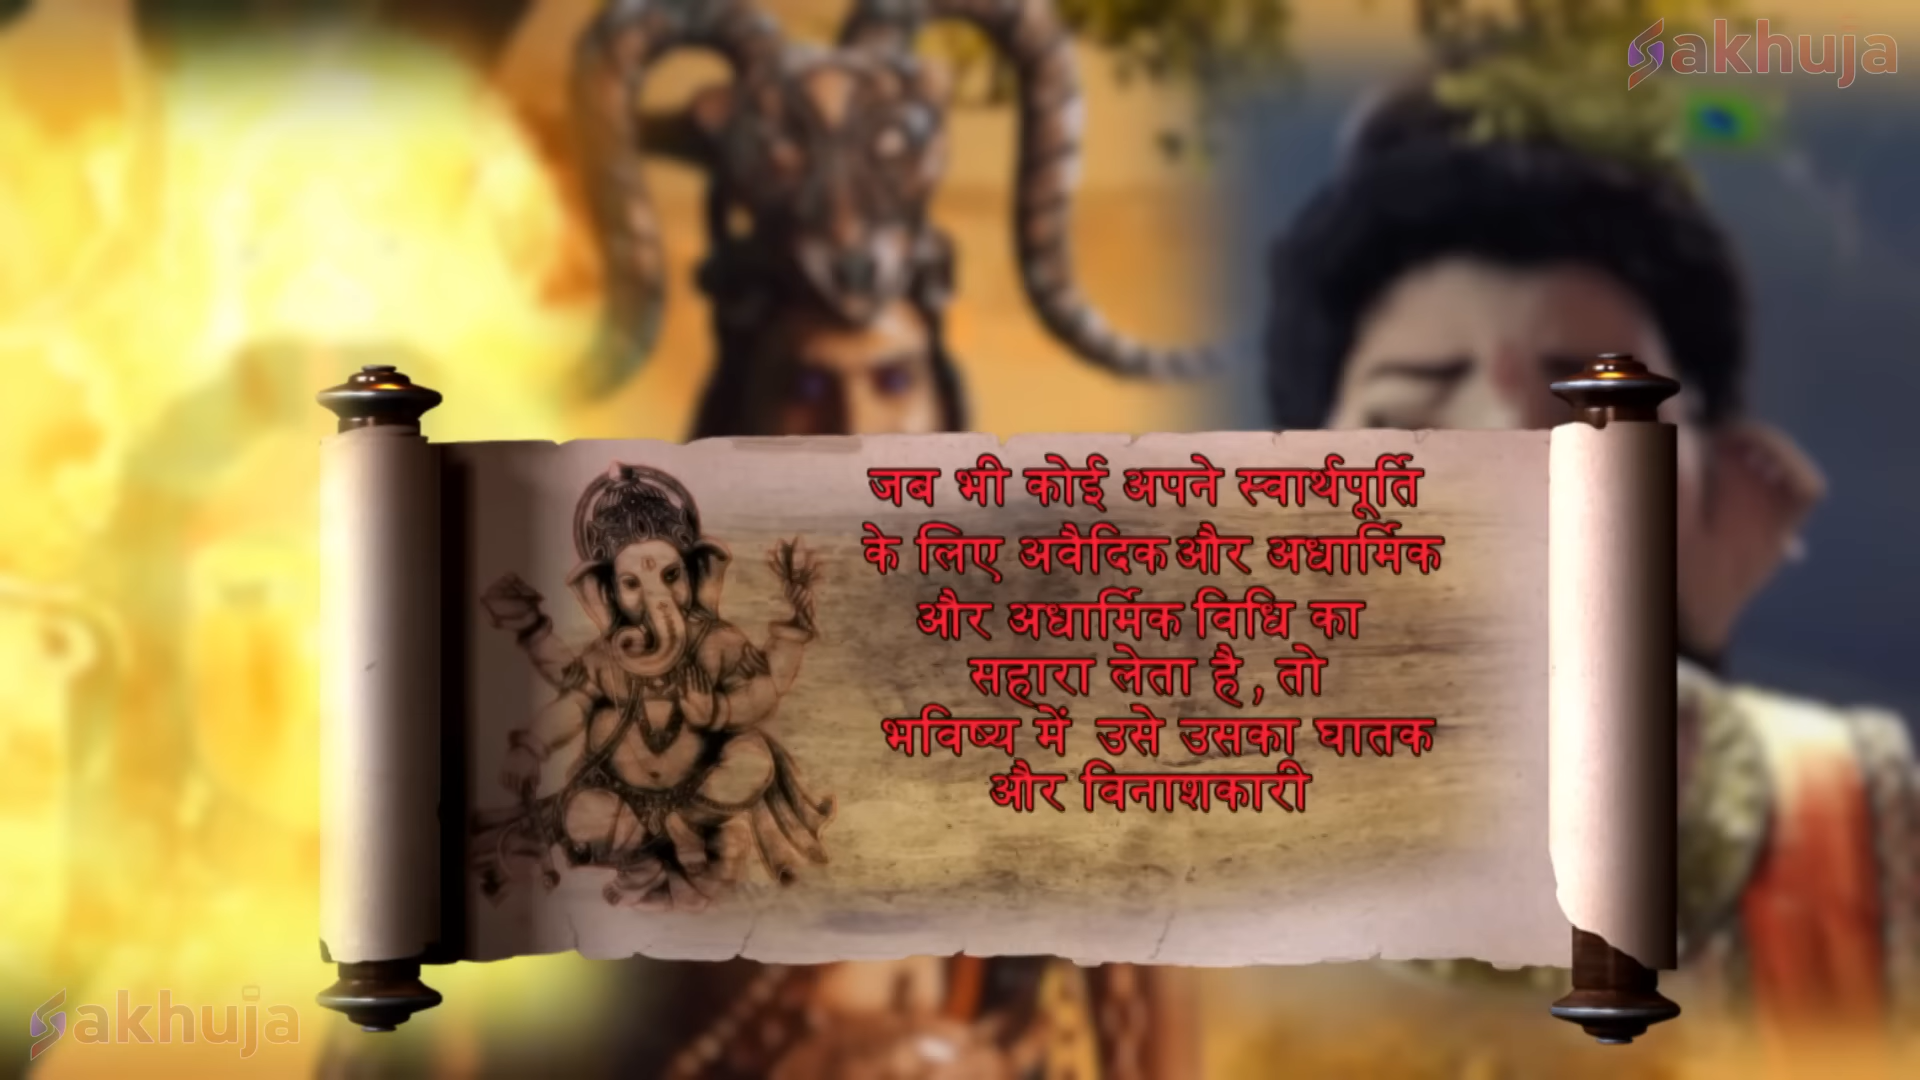 Sakhuja
जब भी कोई अपने स्वार्थपूर्ति
के लिए अवैदिक और अधार्मिक
और अधार्मिक विधि का
सहारा लेता है, तो
भविष्य में उसे उसका घातक
और विनाशकारी
Sakhuja